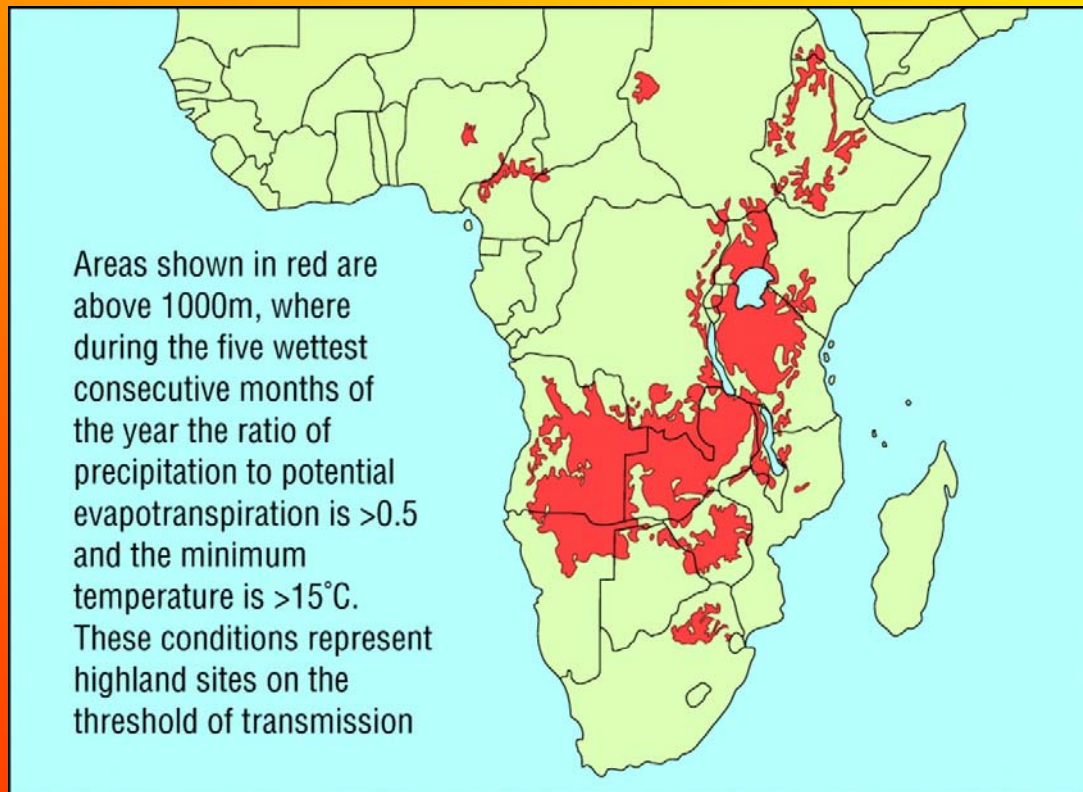 Areas shown in red are
above 1000m, where
during the five wettest
consecutive months of
the year the ratio of
precipitation to potential
evapotranspiration is >0.5
and the minimum
temperature is >15˚C.
These conditions represent
highland sites on the
threshold of transmission